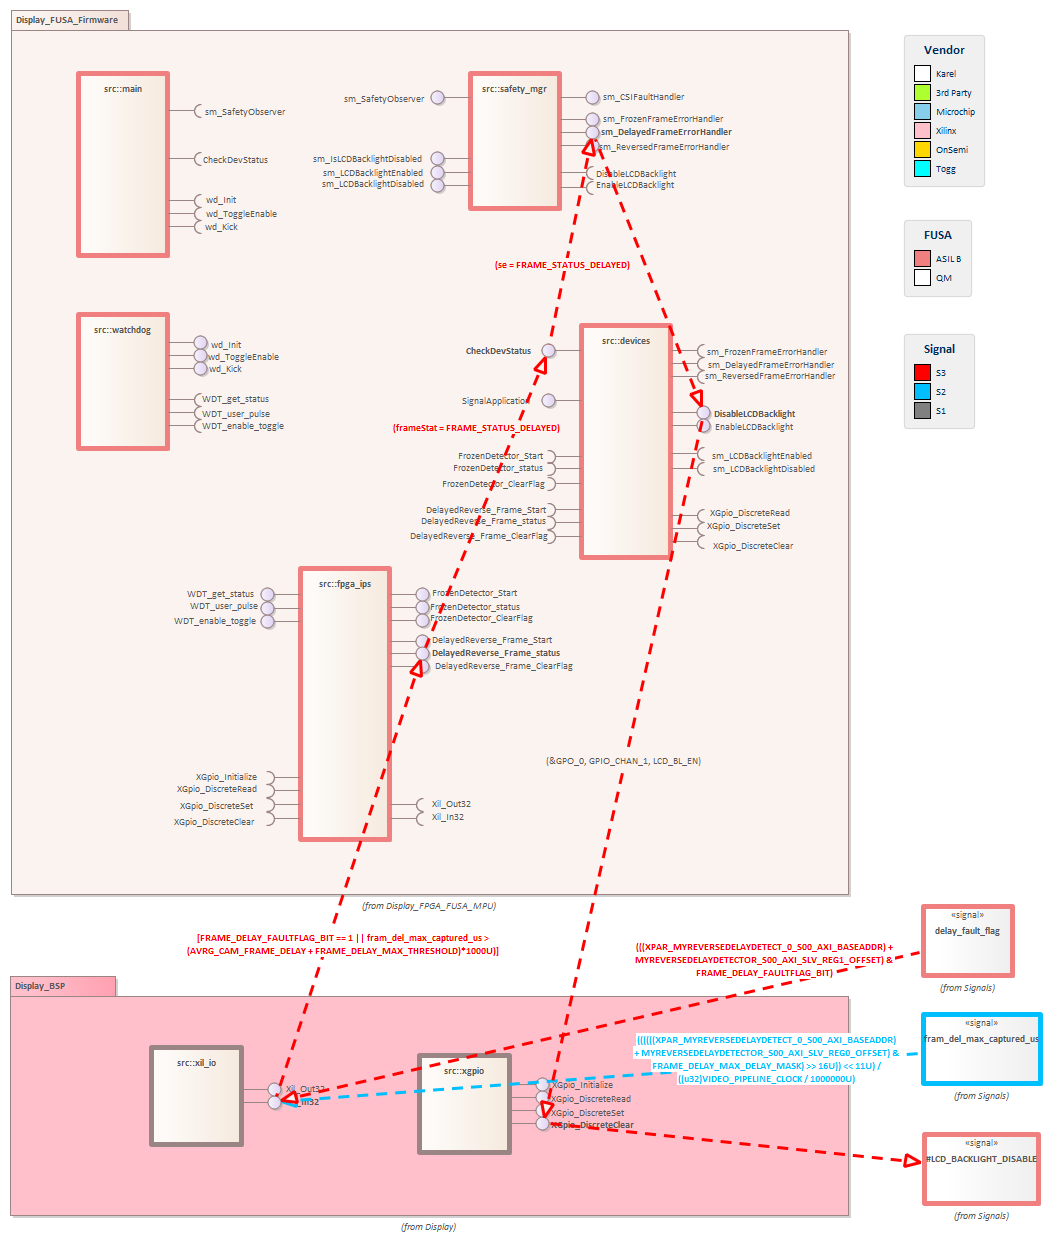 Display_FUSA_Firmware
src::main
sm_SafetyObserver
CheckDevStatus
wd_Init
wd_ToggleEnable
wd_Kick
src::safety_mgr
sm_SafetyObserver
sm_IsLCDBacklightDisabled
sm_LCDBacklightEnabled
sm_LCDBacklightDisabled
sm_CSIFaultHandler
sm_FrozenFrameErrorHandler
sm_DelayedFrameErrorHandler
sm_ReversedFrameErrorHandler
DisableLCDBacklight
EnableLCDBacklight
Vendor
Karel
3rd Party
Microchip
Xilinx
OnSemi
Togg
FUSA
ASIL B
QM
Signal
S3
S2
S1
(se = FRAME_STATUS_DELAYED)
src::watchdog
wd_Init
wd_ToggleEnable
wd_Kick
WDT_get_status
WDT_user_pulse
WDT_enable_toggle
src::devices
CheckDevStatus
SignalApplication
(frameStat = FRAME_STATUS_DELAYED)
FrozenDetector_Start
FrozenDetector_status
FrozenDetector_ClearFlag
DelayedReverse_Frame_Start
DelayedReverse_Frame_status
DelayedReverse_Frame_ClearFlag
sm_FrozenFrameErrorHandler
sm_DelayedFrameErrorHandler
sm_ReversedFrameErrorHandler
DisableLCDBacklight
EnableLCDBacklight
sm_LCDBacklightEnabled
sm_LCDBacklightDisabled
XGpio_DiscreteRead
XGpio_DiscreteSet
XGpio_DiscreteClear
src::fpga_ips
WDT_get_status
WDT_user_pulse
WDT_enable_toggle
FrozenDetector_Start
FrozenDetector_status
FrozenDetector_ClearFlag
DelayedReverse_Frame_Start
DelayedReverse_Frame_status
DelayedReverse_Frame_ClearFlag
XGpio_Initialize
XGpio_DiscreteRead
XGpio_DiscreteSet
XGpio_DiscreteClear
Xil_Out32
Xil_In32
(&GPO_0, GPIO_CHAN_1, LCD_BL_EN)
(from Display_FPGA_FUSA_MPU)
[FRAME_DELAY_FAULTFLAG_BIT == 1 || fram_del_max_captured_us >
(AVRG_CAM_FRAME_DELAY + FRAME_DELAY_MAX_THRESHOLD)*1000U)]
(((XPAR_MYREVERSEDELAYDETECT_0_S00_AXI_BASEADDR) +
MYREVERSEDELAYDETECTOR_S00_AXI_SLV_REG1_OFFSET) &
FRAME_DELAY_FAULTFLAG_BIT)
«signal»
delay_fault_flag
(from Signals)
Display_BSP
src::xil_io
Xil_Out32
src::xgpio
XGpio_Initialize
XGpio_DiscreteRead
XGpio_DiscreteSet
XGpio_DiscreteClear
((((((XPAR_MYREVERSEDELAYDETECT_0_S00_AXI_BASEADDR)
+ MYREVERSEDELAYDETECTOR_S00_AXI_SLV_REG0_OFFSET) &
FRAME_DELAY_MAX_DELAY_MASK) >> 16U)) << 11U) /
((u32)VIDEO_PIPELINE_CLOCK / 1000000U)
«signal»
fram_del_max_captured_us
(from Signals)
«signal»
#LCD_BACKLIGHT_DISABLE
(from Signals)
(from Display)